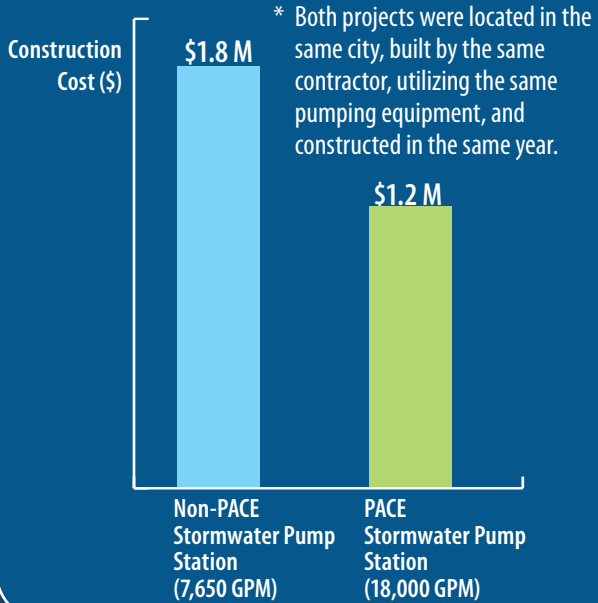 Construction
Cost ($)
$1.8 M
* Both projects were located in the
same city, built by the same
contractor, utilizing the same
pumping equipment, and
constructed in the same year.
$1.2 M
Non-PACE
Stormwater Pump
Station
(7,650 GPM)
PACE
Stormwater Pump
Station
(18,000 GPM)